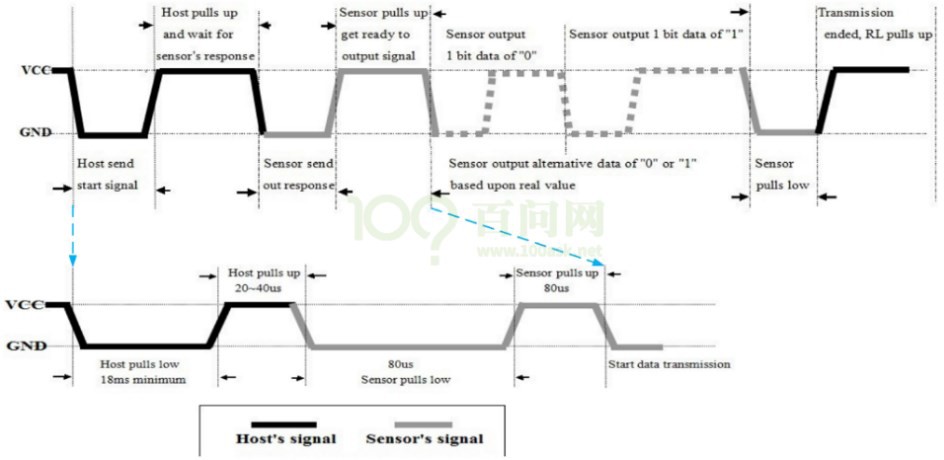 Host pulls up
and wait for
sensor's response
Sensor pulls up
get ready to
output signal
Sensor output
1 bit data of "0"
Sensor output 1 bit data of "1"
Transmission
ended, RL pulls up
VCC
GND
Host send
start signal
Sensor send
out response
Sensor output alternative data of "0" or "1"
based upon real value
Sensor
pulls low
100?
百问网
www.100ask.net
Host pulls up
20~40us
Sensor pulls up
80us
VCC
GND
Host pulls low
18ms minimum
80us
Sensor pulls low
Start data transmission
Host's signal
Sensor's signal